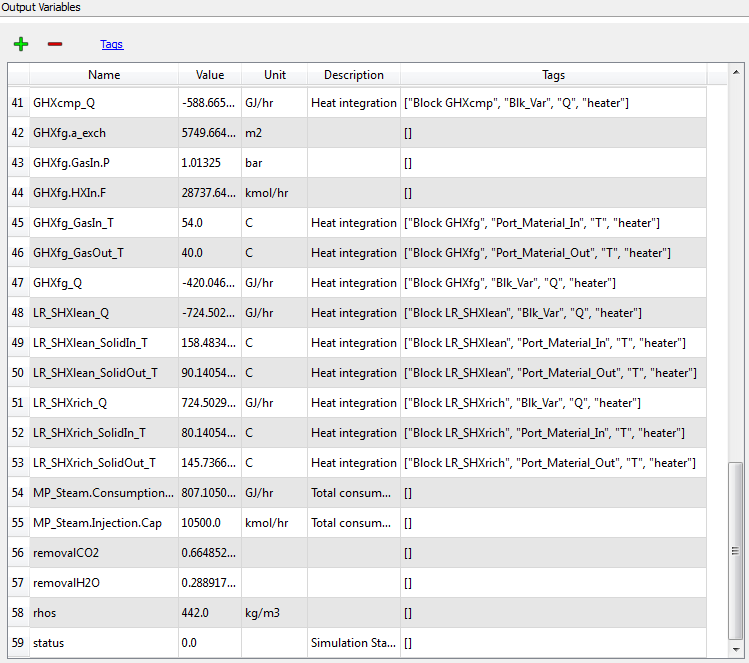 Output Variables
Tags
Name Value Unit Description Tags
41 GHXcmp_Q -588.665... GJ/hr Heat integration ["Block GHXcmp", "Blk_Var", "Q", "heater"]
42 GHXfg.a_exch 5749.664... m2 []
43 GHXfg.GasIn.P 1.01325 bar []
44 GHXfg.HXIn.F 28737.64... kmol/hr []
45 GHXfg_GasIn_T 54.0 C Heat integration ["Block GHXfg", "Port_Material_In", "T", "heater"]
46 GHXfg_GasOut_T 40.0 C Heat integration ["Block GHXfg", "Port_Material_Out", "T", "heater"]
47 GHXfg_Q -420.046... GJ/hr Heat integration ["Block GHXfg", "Blk_Var", "Q", "heater"]
48 LR_SHXlean_Q -724.502... GJ/hr Heat integration ["Block LR_SHXlean", "Blk_Var", "Q", "heater"]
49 LR_SHXlean_SolidIn_T 158.4834... C Heat integration ["Block LR_SHXlean", "Port_Material_In", "T", "heater"]
50 LR_SHXlean_SolidOut_T 90.14054... C Heat integration ["Block LR_SHXlean", "Port_Material_Out", "T", "heater"]
51 LR_SHXrich_Q 724.5029... GJ/hr Heat integration ["Block LR_SHXrich", "Blk_Var", "Q", "heater"]
52 LR_SHXrich_SolidIn_T 80.14054... C Heat integration ["Block LR_SHXrich", "Port_Material_In", "T", "heater"]
53 LR_SHXrich_SolidOut_T 145.7366... C Heat integration ["Block LR_SHXrich", "Port_Material_Out", "T", "heater"]
54 MP_Steam.Consumption... 807.1050... GJ/hr Total consum... []
55 MP_Steam.Injection.Cap 10500.0 kmol/hr Total consum... []
56 removalCO2 0.664852... []
57 removalH2O 0.288917... []
58 rhos 442.0 kg/m3 []
59 status 0.0 Simulation Sta... []